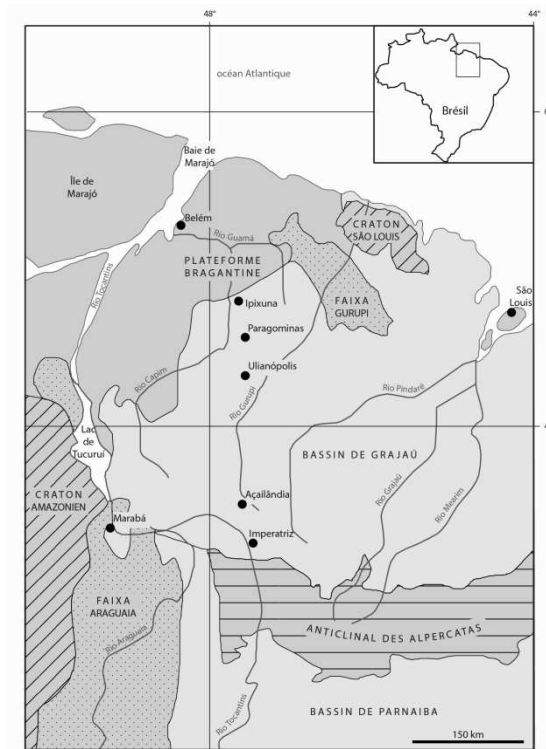 48°
44°
océan Atlantique
Brésil
Baie de
Marajó
Île de
Marajó
Belém
Rio Guamá
CRATON
SÃO LOUIS
PLATEFORME
BRAGANTINE
Rio Tocantins
FAIXA
GURUPI
São
Louis
Ipixuna
Paragominas
Ulianópolis
Rio Capim
Rio Gurupi
Rio Pindaré
Lac
de
Tucuruí
BASSIN DE GRAJAÚ
Rio Grajaú
Rio Mearim
CRATON
AMAZONIEN
Açailândia
Marabá
Imperatriz
FAIXA
ARAGUAIA
ANTICLINAL DES ALPERCATAS
Rio Araguaia
Rio Tocantins
BASSIN DE PARNAIBA
150 km